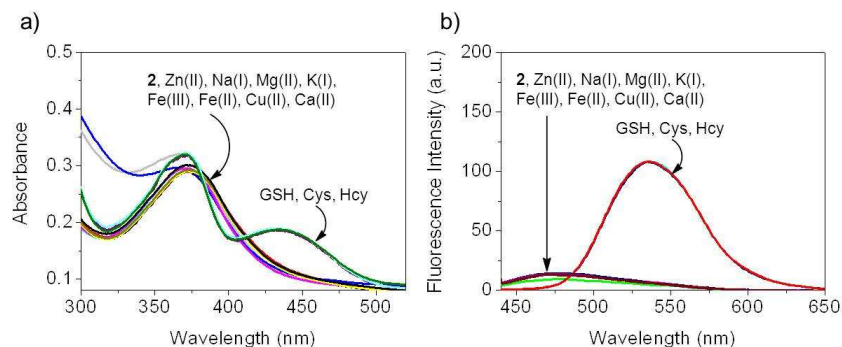 a)
0.5
0.4
0.3
0.2
0.1
Absorbance
2, Zn(II), Na(I), Mg(II), K(I),
Fe(III), Fe(II), Cu(II), Ca(II)
GSH, Cys, Hcy
300 350 400 450 500
Wavelength (nm)
b)
200
150
100
50
0
Fluorescence Intensity (a.u.)
2, Zn(II), Na(I), Mg(II), K(I),
Fe(III), Fe(II), Cu(II), Ca(II)
GSH, Cys, Hcy
450 500 550 600 650
Wavelength (nm)